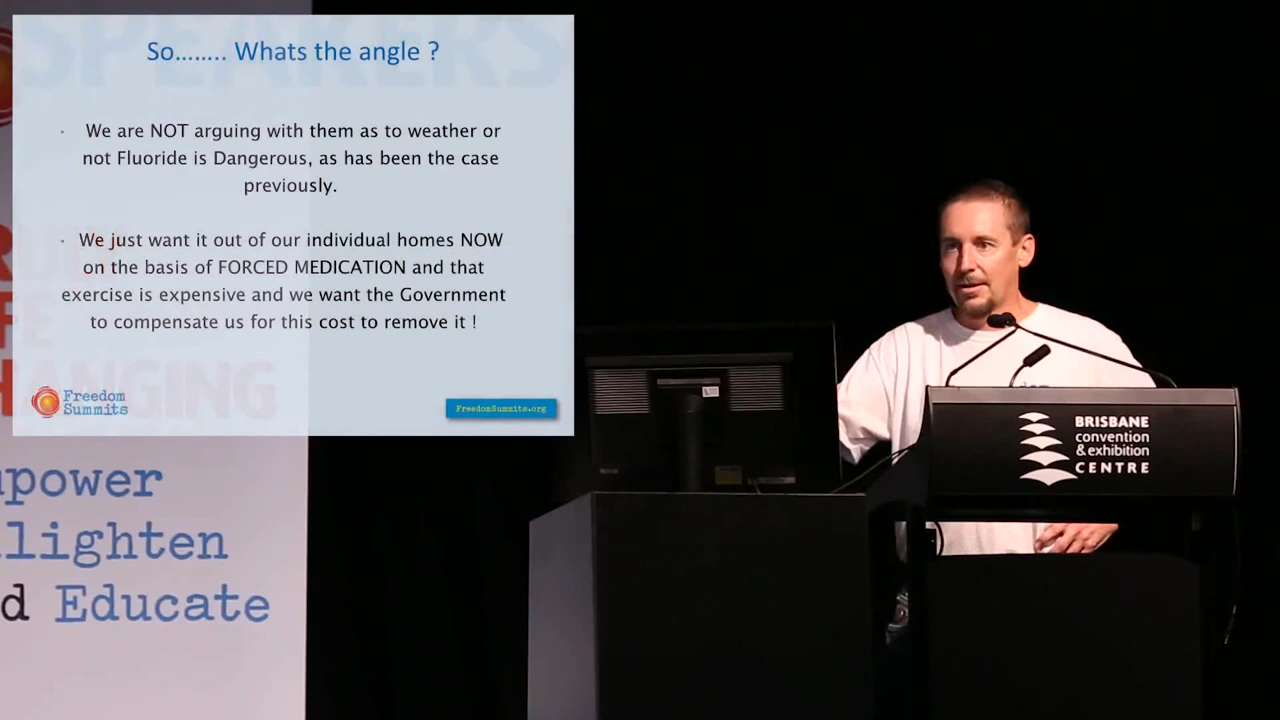 SPEAKERS
So........ Whats the angle ?
· We are NOT arguing with them as to weather or
not Fluoride is Dangerous, as has been the case
previously.
· We just want it out of our individual homes NOW
on the basis of FORCED MEDICATION and that
exercise is expensive and we want the Government
to compensate us for this cost to remove it !
HANGING
Freedom
Summits
FreedomSummits.org
power
lighten
d Educate
BRISBANE
convention
& exhibition
CENTRE